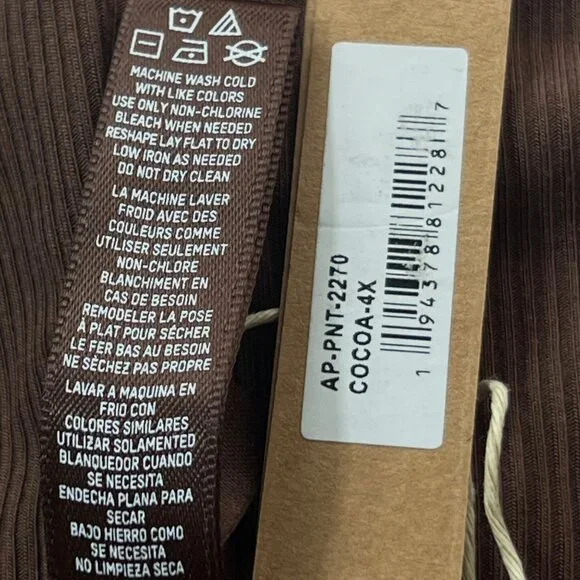 MACHINE WASH COLD
WITH LIKE COLORS
USE ONLY NON-CHLORINE
BLEACH WHEN NEEDED
RESHAPE LAY FLAT TO DRY
LOW IRON AS NEEDED
DO NOT DRY CLEAN
LA MACHINE LAVER
FROID AVEC DES
COULEURS COMME
UTILISER SEULEMENT
NON-CHLORE
BLANCHIMENT EN
CAS DE BESOIN
REMODELER LA POSE
À PLAT POUR SÉCHER
LE FER BAS AU BESOIN
NE SÈCHEZ PAS PROPRE
LAVAR A MAQUINA EN
FRIO CON
COLORES SIMILARES
UTILIZAR SOLAMENTED
BLANQUEDOR CUANDO
SE NECESITA
ENDECHA PLANA PARA
SECAR
BAJO HIERRO COMO
SE NECESITA
NO LIMPIEZA SECA
AP-PNT-2270
COCOA-4X
1 94378 81228 7